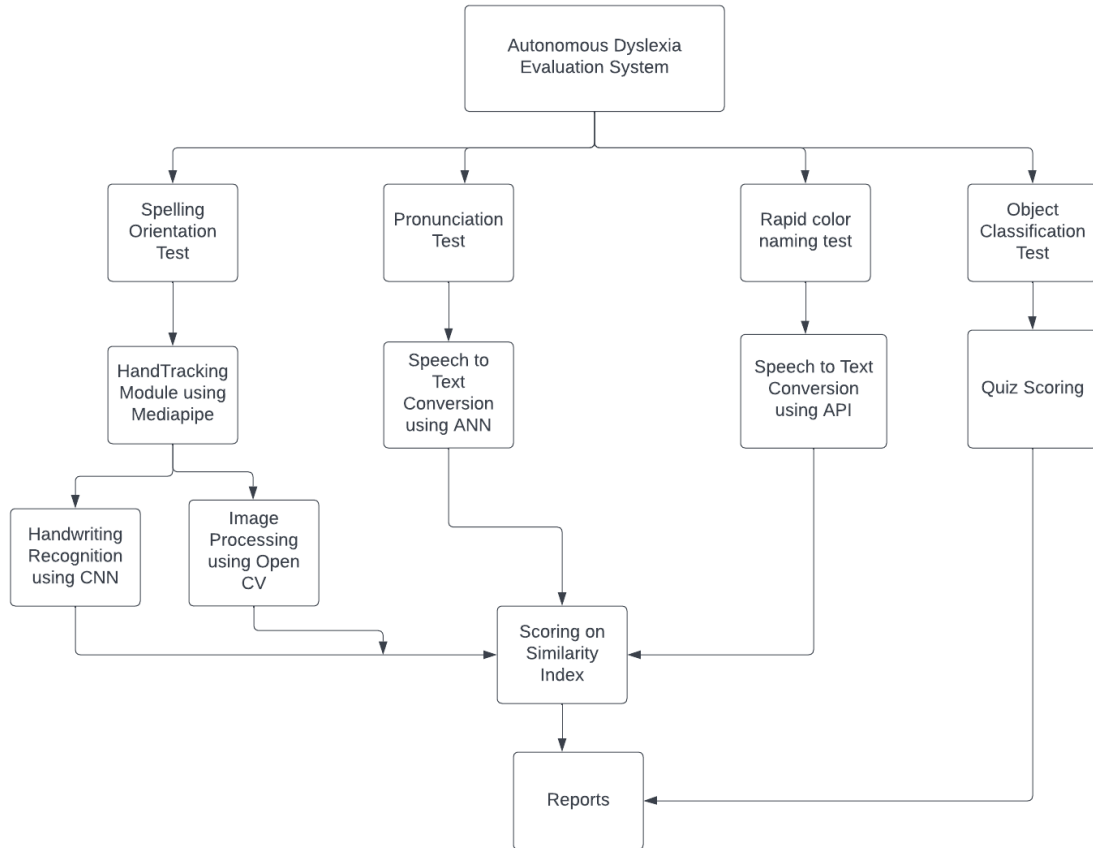 Autonomous Dyslexia
Evaluation System
Spelling
Orientation
Test
Pronunciation
Test
Rapid color
naming test
Object
Classification
Test
HandTracking
Module using
Mediapipe
Speech to
Text
Conversion
using ANN
Speech to Text
Conversion
using API
Quiz Scoring
Handwriting
Recognition
using CNN
Image
Processing
using Open
CV
Scoring on
Similarity
Index
Reports